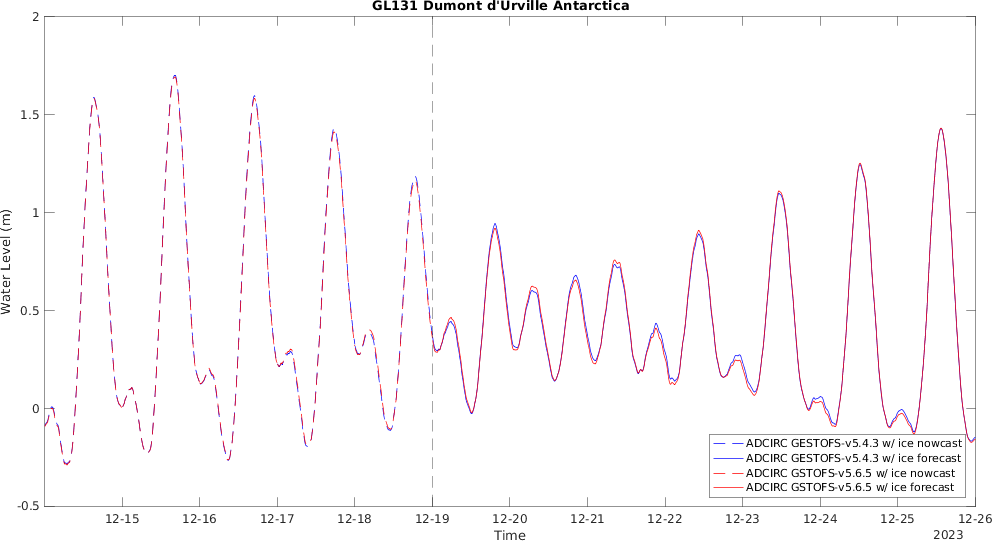 GL131 Dumont d'Urville Antarctica
2
1.5
1
0.5
0
-0.5
Water Level (m)
12-15
12-16
12-17
12-18
12-19
12-20
12-21
12-22
12-23
12-24
12-25
12-26
Time
2023
ADCIRC GESTOFS-v5.4.3 w/ ice nowcast
ADCIRC GESTOFS-v5.4.3 w/ ice forecast
ADCIRC GSTOFS-v5.6.5 w/ ice nowcast
ADCIRC GSTOFS-v5.6.5 w/ ice forecast